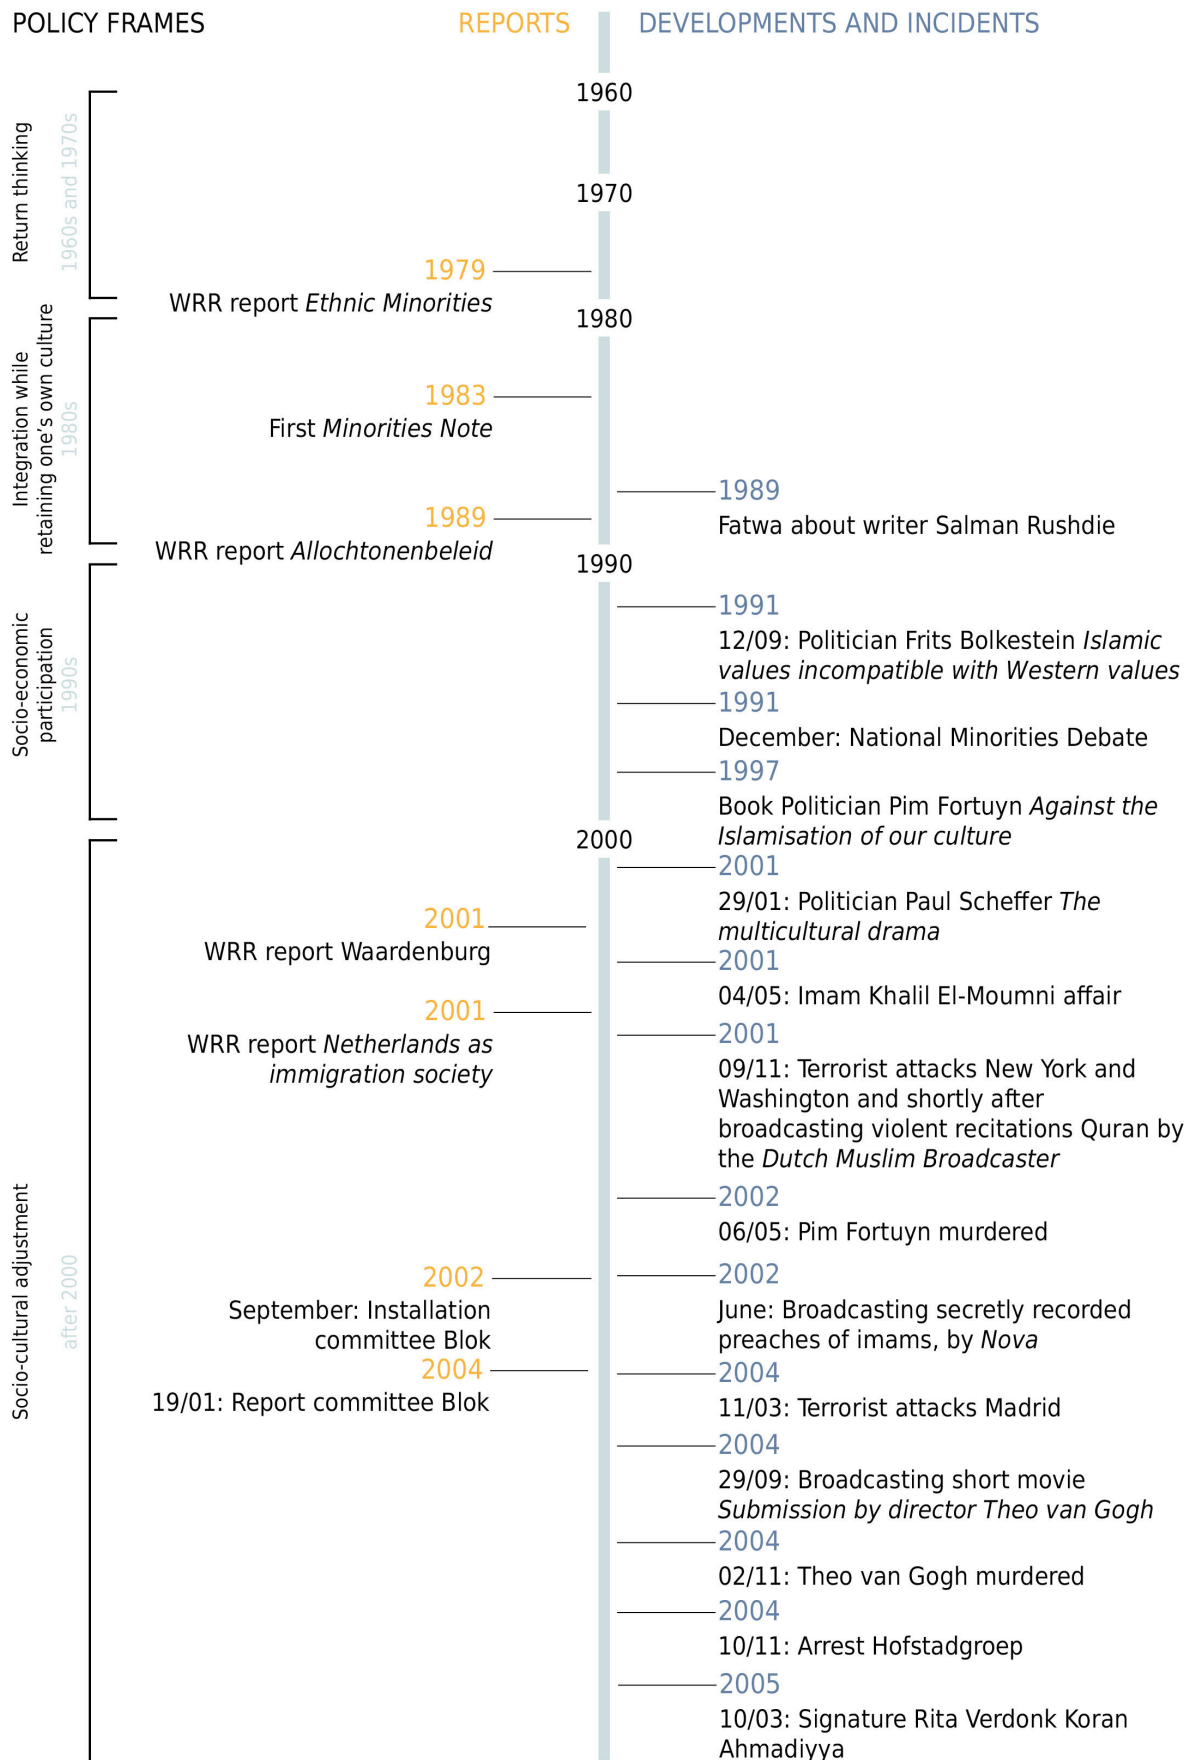 POLICY FRAMES
REPORTS
DEVELOPMENTS AND INCIDENTS
1960
Return thinking
1960s and 1970s
1970
1979
WRR report Ethnic Minorities
1980
Integration while
retaining one's own culture
1980s
1983
First Minorities Note
1989
Fatwa about writer Salman Rushdie
1989
WRR report Allochtonenbeleid
1990
Socio-economic
participation
1990s
1991
12/09: Politician Frits Bolkestein Islamic
values incompatible with Western values
1991
December: National Minorities Debate
1997
Book Politician Pim Fortuyn Against the
Islamisation of our culture
2000
Socio-cultural adjustment
after 2000
2001
29/01: Politician Paul Scheffer The
multicultural drama
2001
WRR report Waardenburg
2001
04/05: Imam Khalil El-Moumni affair
2001
WRR report Netherlands as
immigration society
2001
09/11: Terrorist attacks New York and
Washington and shortly after
broadcasting violent recitations Quran by
the Dutch Muslim Broadcaster
2002
06/05: Pim Fortuyn murdered
2002
September: Installation
committee Blok
2002
June: Broadcasting secretly recorded
preaches of imams, by Nova
2004
19/01: Report committee Blok
2004
11/03: Terrorist attacks Madrid
2004
29/09: Broadcasting short movie
Submission by director Theo van Gogh
2004
02/11: Theo van Gogh murdered
2004
10/11: Arrest Hofstadgroep
2005
10/03: Signature Rita Verdonk Koran
Ahmadiyya